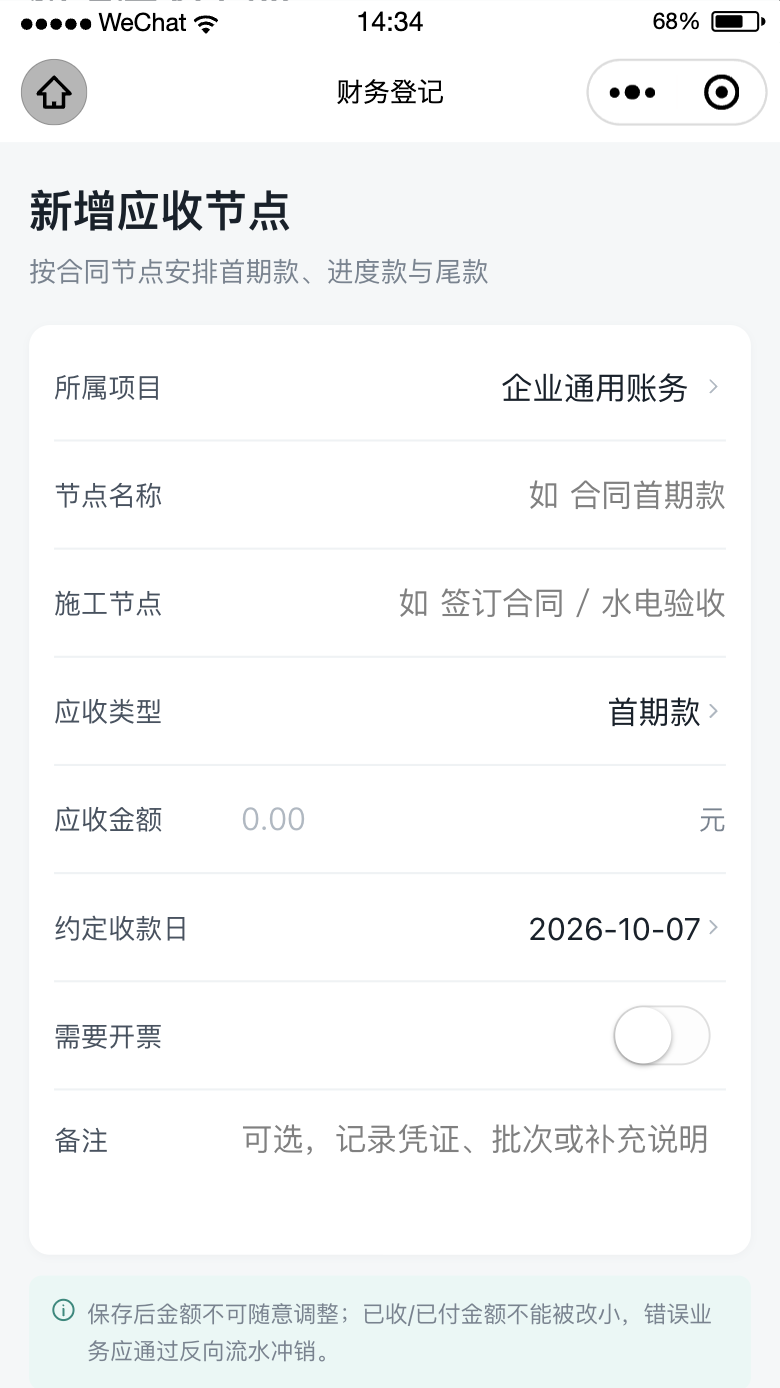 WeChat 14:34 68%
财务登记
新增应收节点
按合同节点安排首期款、进度款与尾款
所属项目 企业通用账务
节点名称 如 合同首期款
施工节点 如 签订合同 / 水电验收
应收类型 首期款
应收金额 0.00 元
约定收款日 2026-10-07
需要开票
备注 可选，记录凭证、批次或补充说明
保存后金额不可随意调整；已收/已付金额不能被改小，错误业
务应通过反向流水冲销。